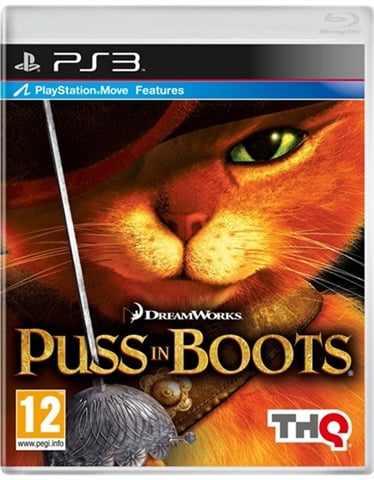 Blu-ray Disc
PS3
PlayStation®Move Features
DREAMWORKS
PUSS IN BOOTS®
12
www.pegi.info
THQ